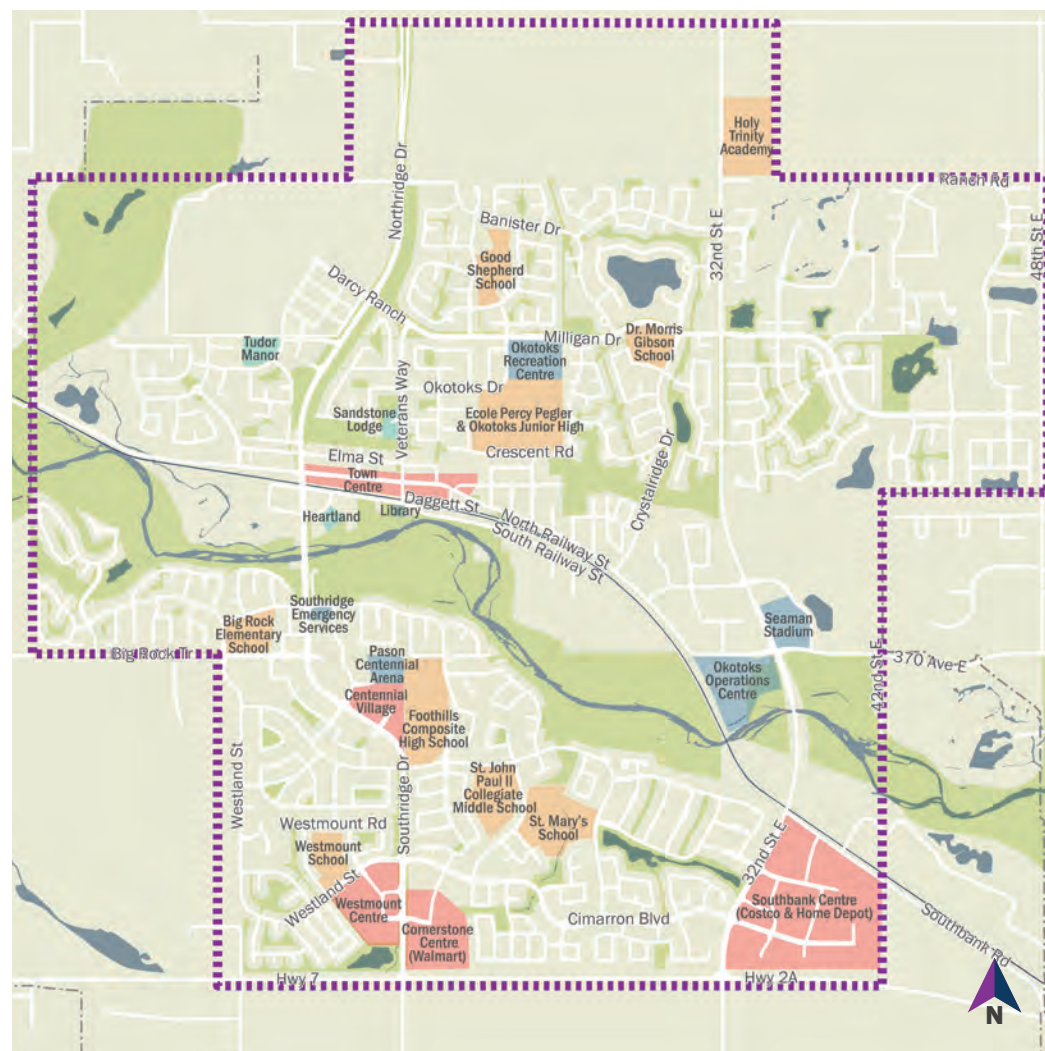 Holy
Trinity
Academy
Ranch Rd
Northridge Dr
Banister Dr
32nd St E
48th St E
Good
Shepherd
School
Darcy Ranch
Milligan Dr
Dr. Morris
Gibson
School
Tudor
Manor
Okotoks
Recreation
Centre
Veterans Way
Okotoks Dr
Sandstone
Lodge
Ecole Percy Pegler
& Okotoks Junior High
Crescent Rd
Elma St
Town
Centre
Crystalridge Dr
Daggett St
Library
Heartland
North Railway St
South Railway St
Southridge
Emergency
Services
Big Rock
Elementary
School
Seaman
Stadium
Big Rock Tr
Pason
Centennial
Arena
Okotoks
Operations
Centre
42nd St E
370 Ave E
Centennial
Village
Foothills
Composite
High School
Westland St
Southridge Dr
St. John
Paul II
Collegiate
Middle School
St. Mary's
School
Westmount Rd
Westmount
School
32nd St E
Westland St
Westmount
Centre
Southbank Centre
(Costco & Home Depot)
Cimarron Blvd
Cornerstone
Centre
(Walmart)
Southbank Rd
Hwy 7
Hwy 2A
N